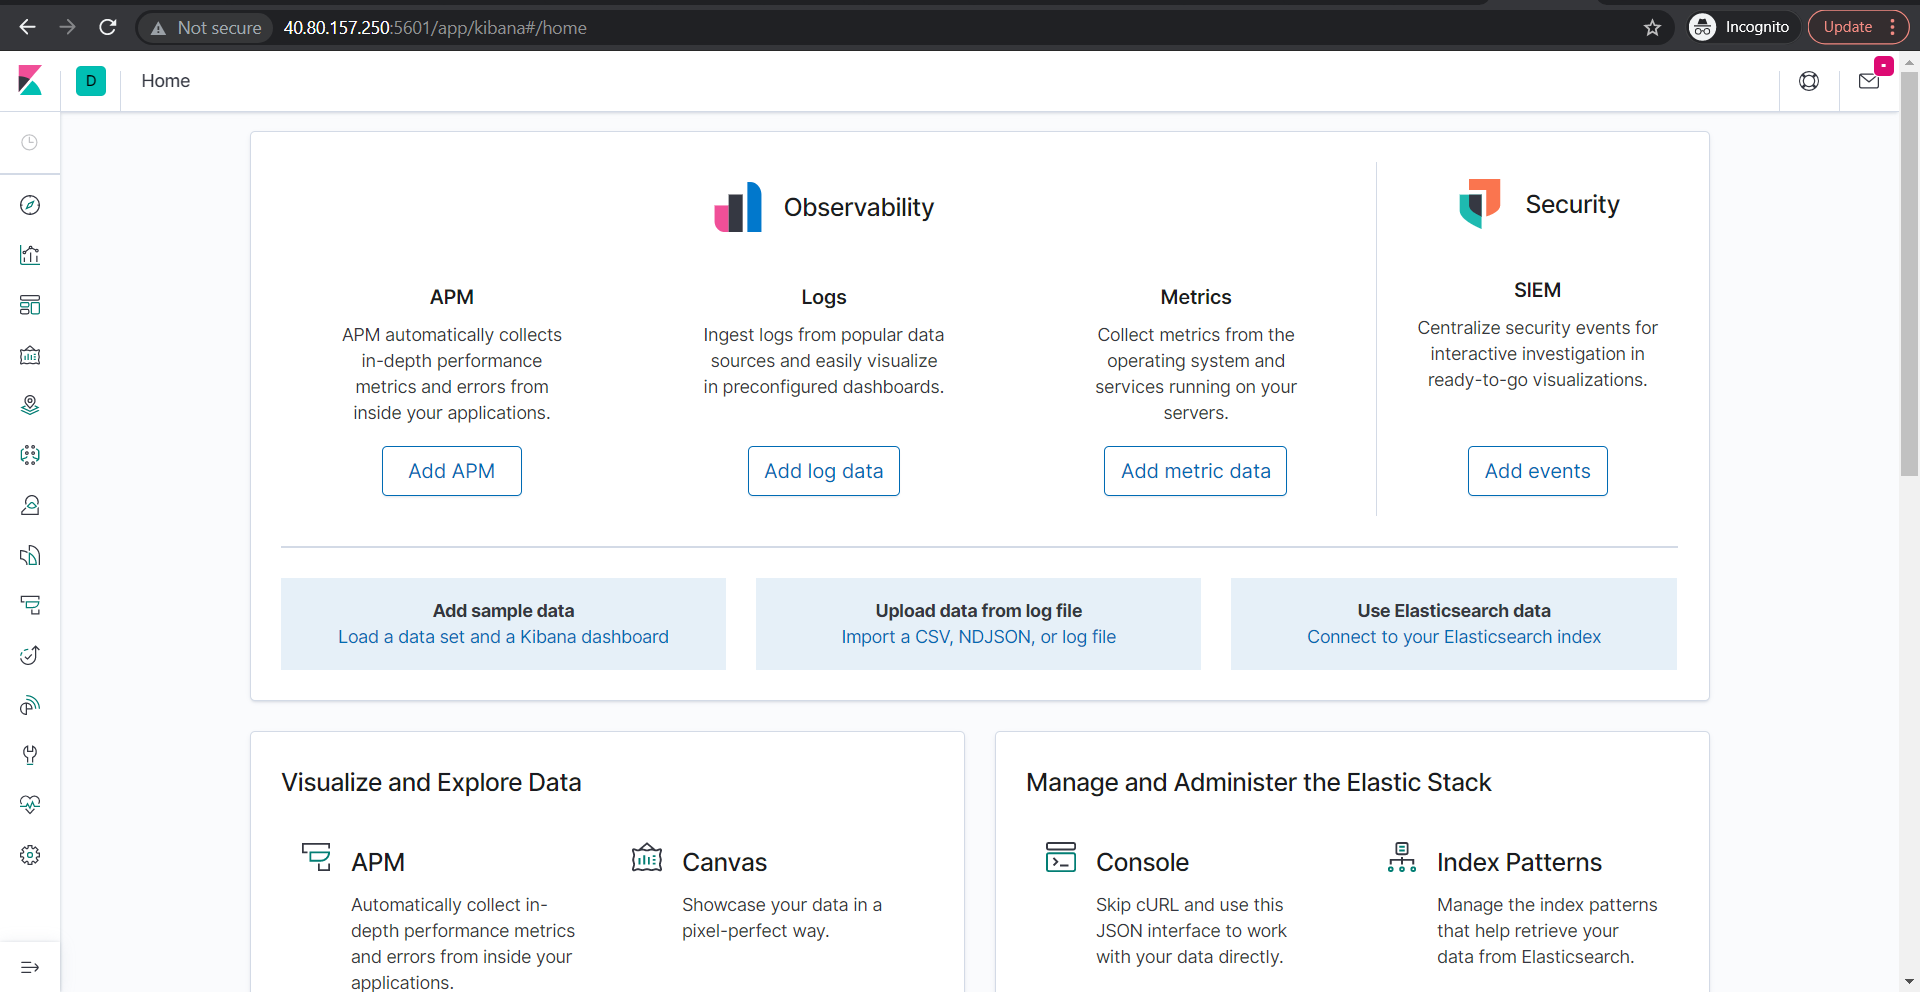 Not secure
40.80.157.250:5601/app/kibana#/home
Incognito
Update
D
Home
Observability
APM
APM automatically collects
in-depth performance
metrics and errors from
inside your applications.
Add APM
Logs
Ingest logs from popular data
sources and easily visualize
in preconfigured dashboards.
Add log data
Metrics
Collect metrics from the
operating system and
services running on your
servers.
Add metric data
Security
SIEM
Centralize security events for
interactive investigation in
ready-to-go visualizations.
Add events
Add sample data
Load a data set and a Kibana dashboard
Upload data from log file
Import a CSV, NDJSON, or log file
Use Elasticsearch data
Connect to your Elasticsearch index
Visualize and Explore Data
APM
Automatically collect in-
depth performance metrics
and errors from inside your
applications.
Canvas
Showcase your data in a
pixel-perfect way.
Manage and Administer the Elastic Stack
Console
Skip cURL and use this
JSON interface to work
with your data directly.
Index Patterns
Manage the index patterns
that help retrieve your
data from Elasticsearch.